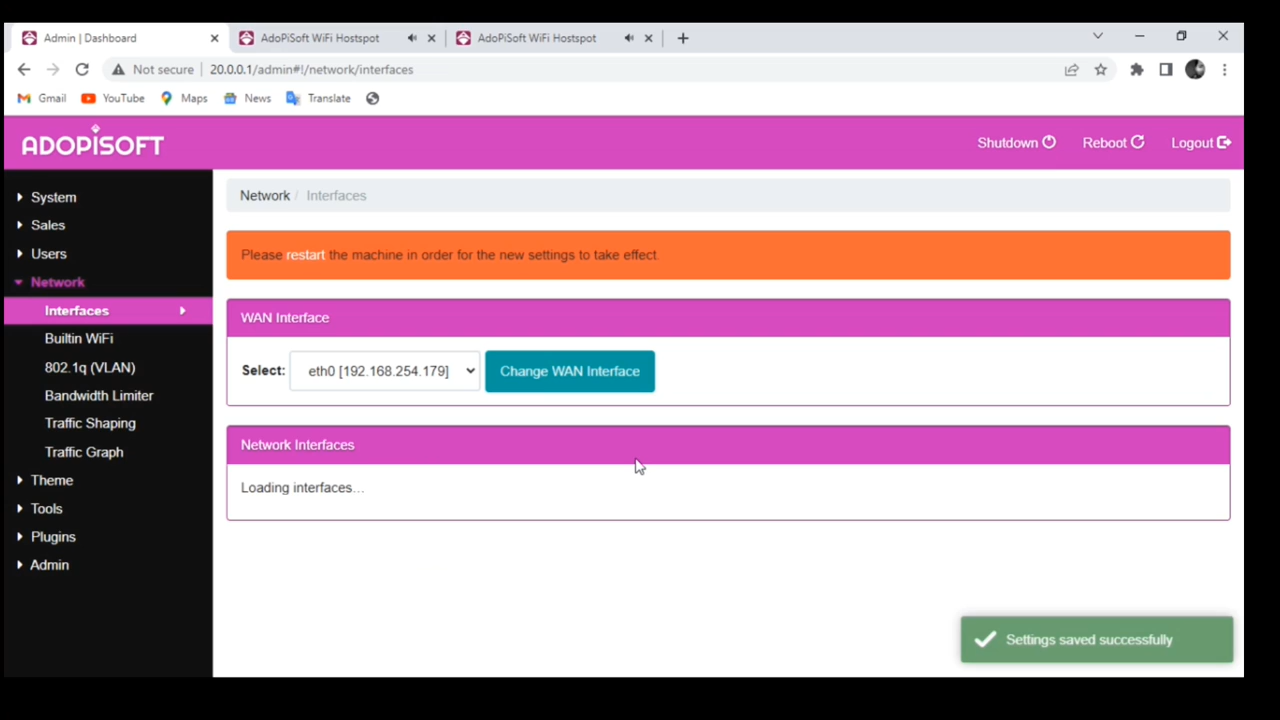 Admin | Dashboard
AdoPiSoft WiFi Hostspot
AdoPiSoft WiFi Hostspot
Not secure
20.0.0.1/admin#!/network/interfaces
Gmail
YouTube
Maps
News
Translate
ADOPISOFT
Shutdown
Reboot
Logout
System
Sales
Users
Network
Interfaces
Builtin WiFi
802.1q (VLAN)
Bandwidth Limiter
Traffic Shaping
Traffic Graph
Theme
Tools
Plugins
Admin
Network / Interfaces
Please restart the machine in order for the new settings to take effect.
WAN Interface
Select: eth0 [192.168.254.179] Change WAN Interface
Network Interfaces
Loading interfaces...
Settings saved successfully